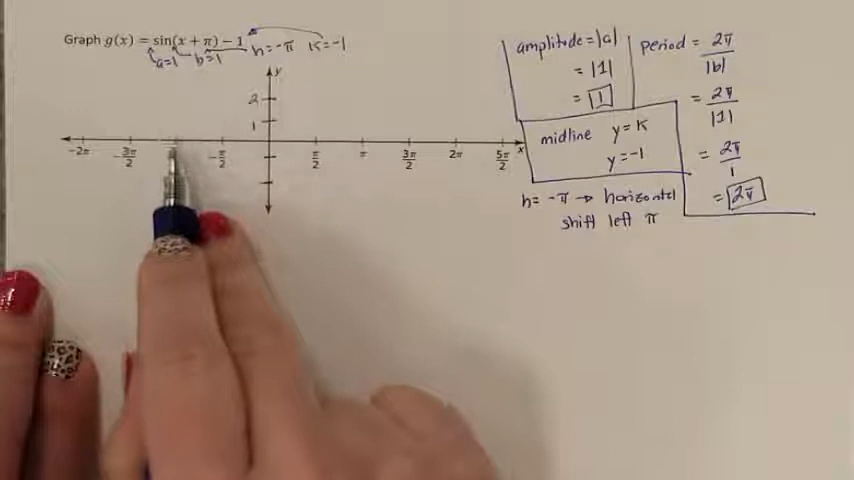 Graph g(x) = sin(x + π) − 1
a=1 b=1 h=-π K=-1
y
2
1
-2π -3π/2 -π/2 π/2 π 3π/2 2π 5π/2 x
amplitude=|a|
= |1|
= 1
period = 2π/|b|
= 2π/|1|
= 2π/1
= 2π
midline y=K
y=-1
h= -π → horizontal
shift left π